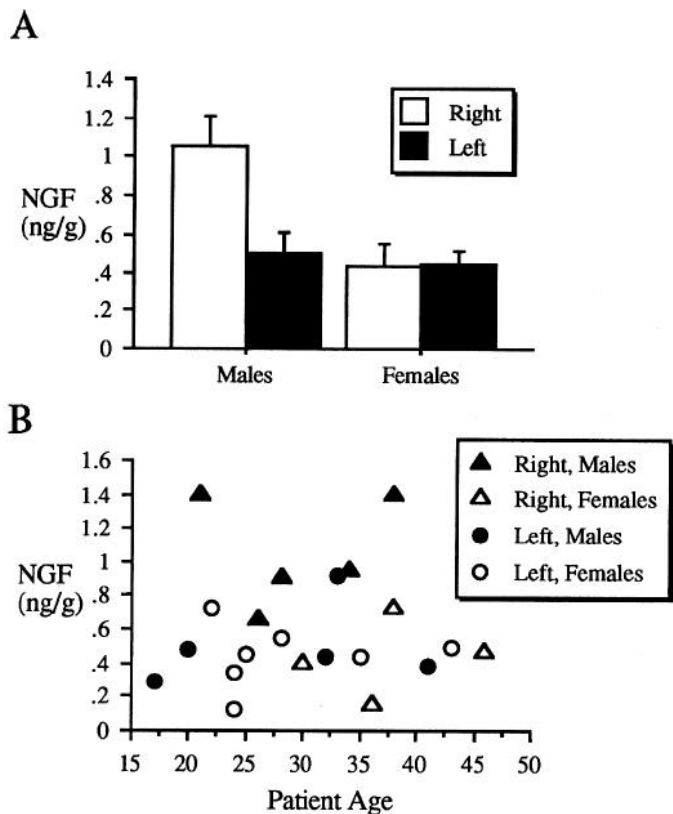 A
1.4
1.2
1
.8
.6
.4
.2
0
NGF
(ng/g)
Right
Left
Males
Females
B
1.6
1.4
1.2
1
.8
.6
.4
.2
0
NGF
(ng/g)
Right, Males
Right, Females
Left, Males
Left, Females
15 20 25 30 35 40 45 50
Patient Age